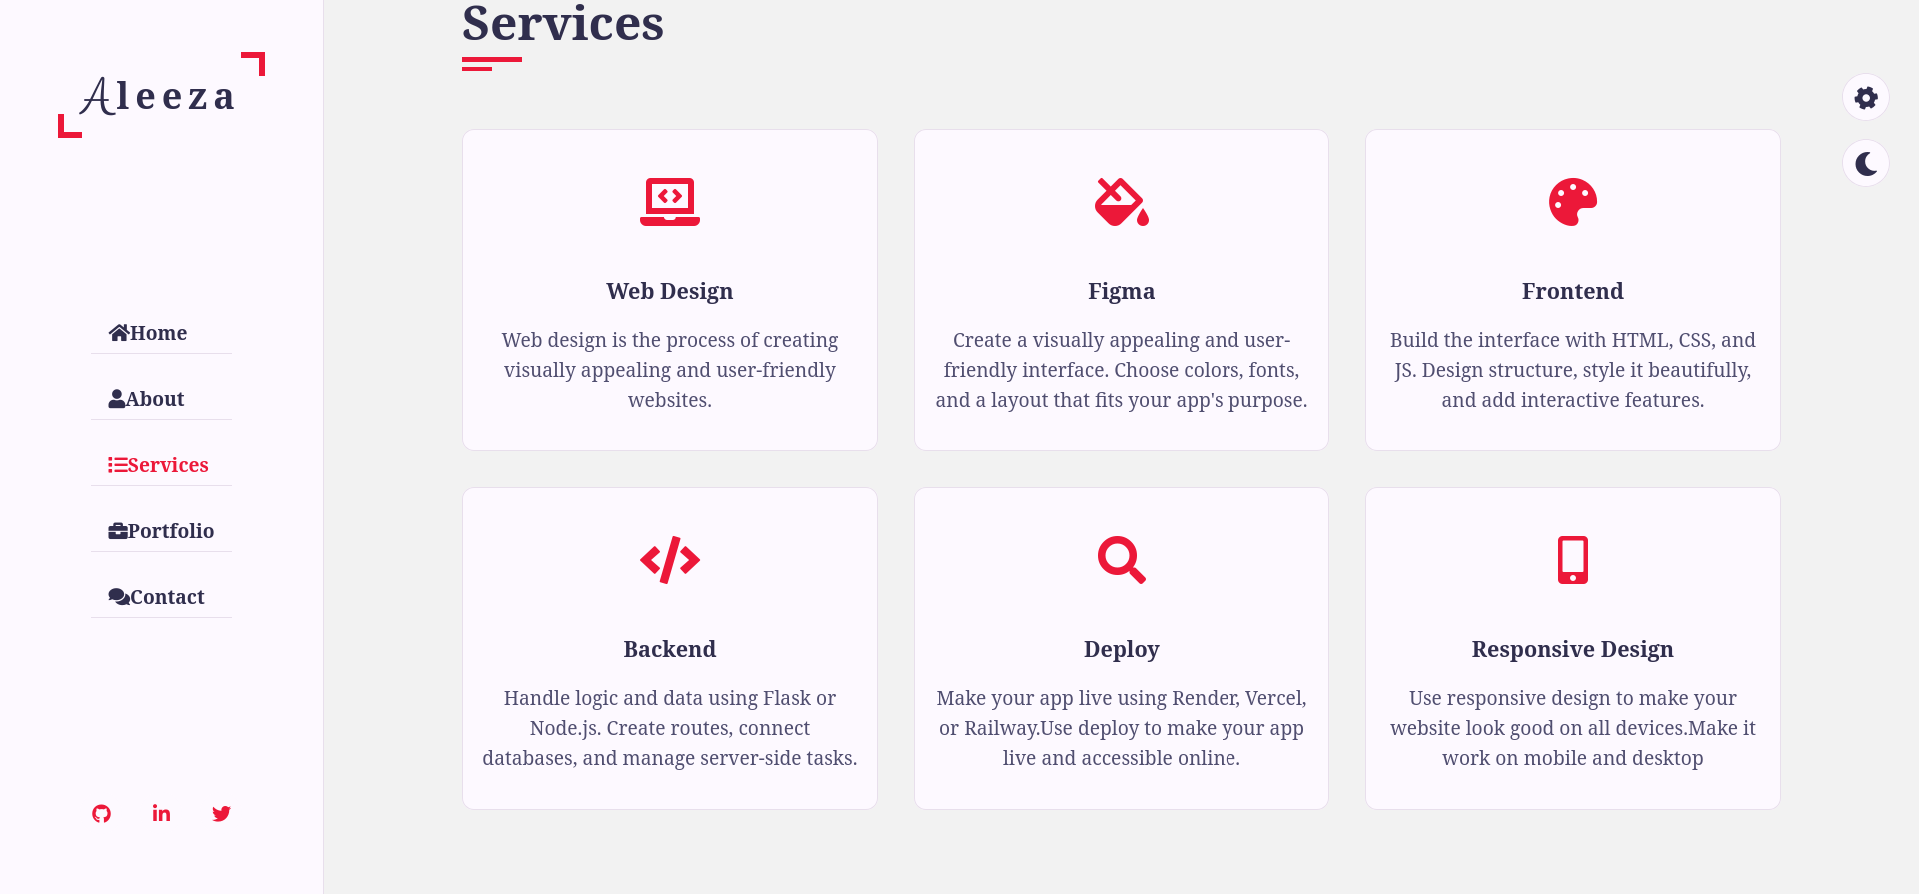 Aleeza
Home
About
Services
Portfolio
Contact
Services
Web Design
Web design is the process of creating
visually appealing and user-friendly
websites.
Figma
Create a visually appealing and user-
friendly interface. Choose colors, fonts,
and a layout that fits your app's purpose.
Frontend
Build the interface with HTML, CSS, and
JS. Design structure, style it beautifully,
and add interactive features.
Backend
Handle logic and data using Flask or
Node.js. Create routes, connect
databases, and manage server-side tasks.
Deploy
Make your app live using Render, Vercel,
or Railway.Use deploy to make your app
live and accessible online.
Responsive Design
Use responsive design to make your
website look good on all devices.Make it
work on mobile and desktop